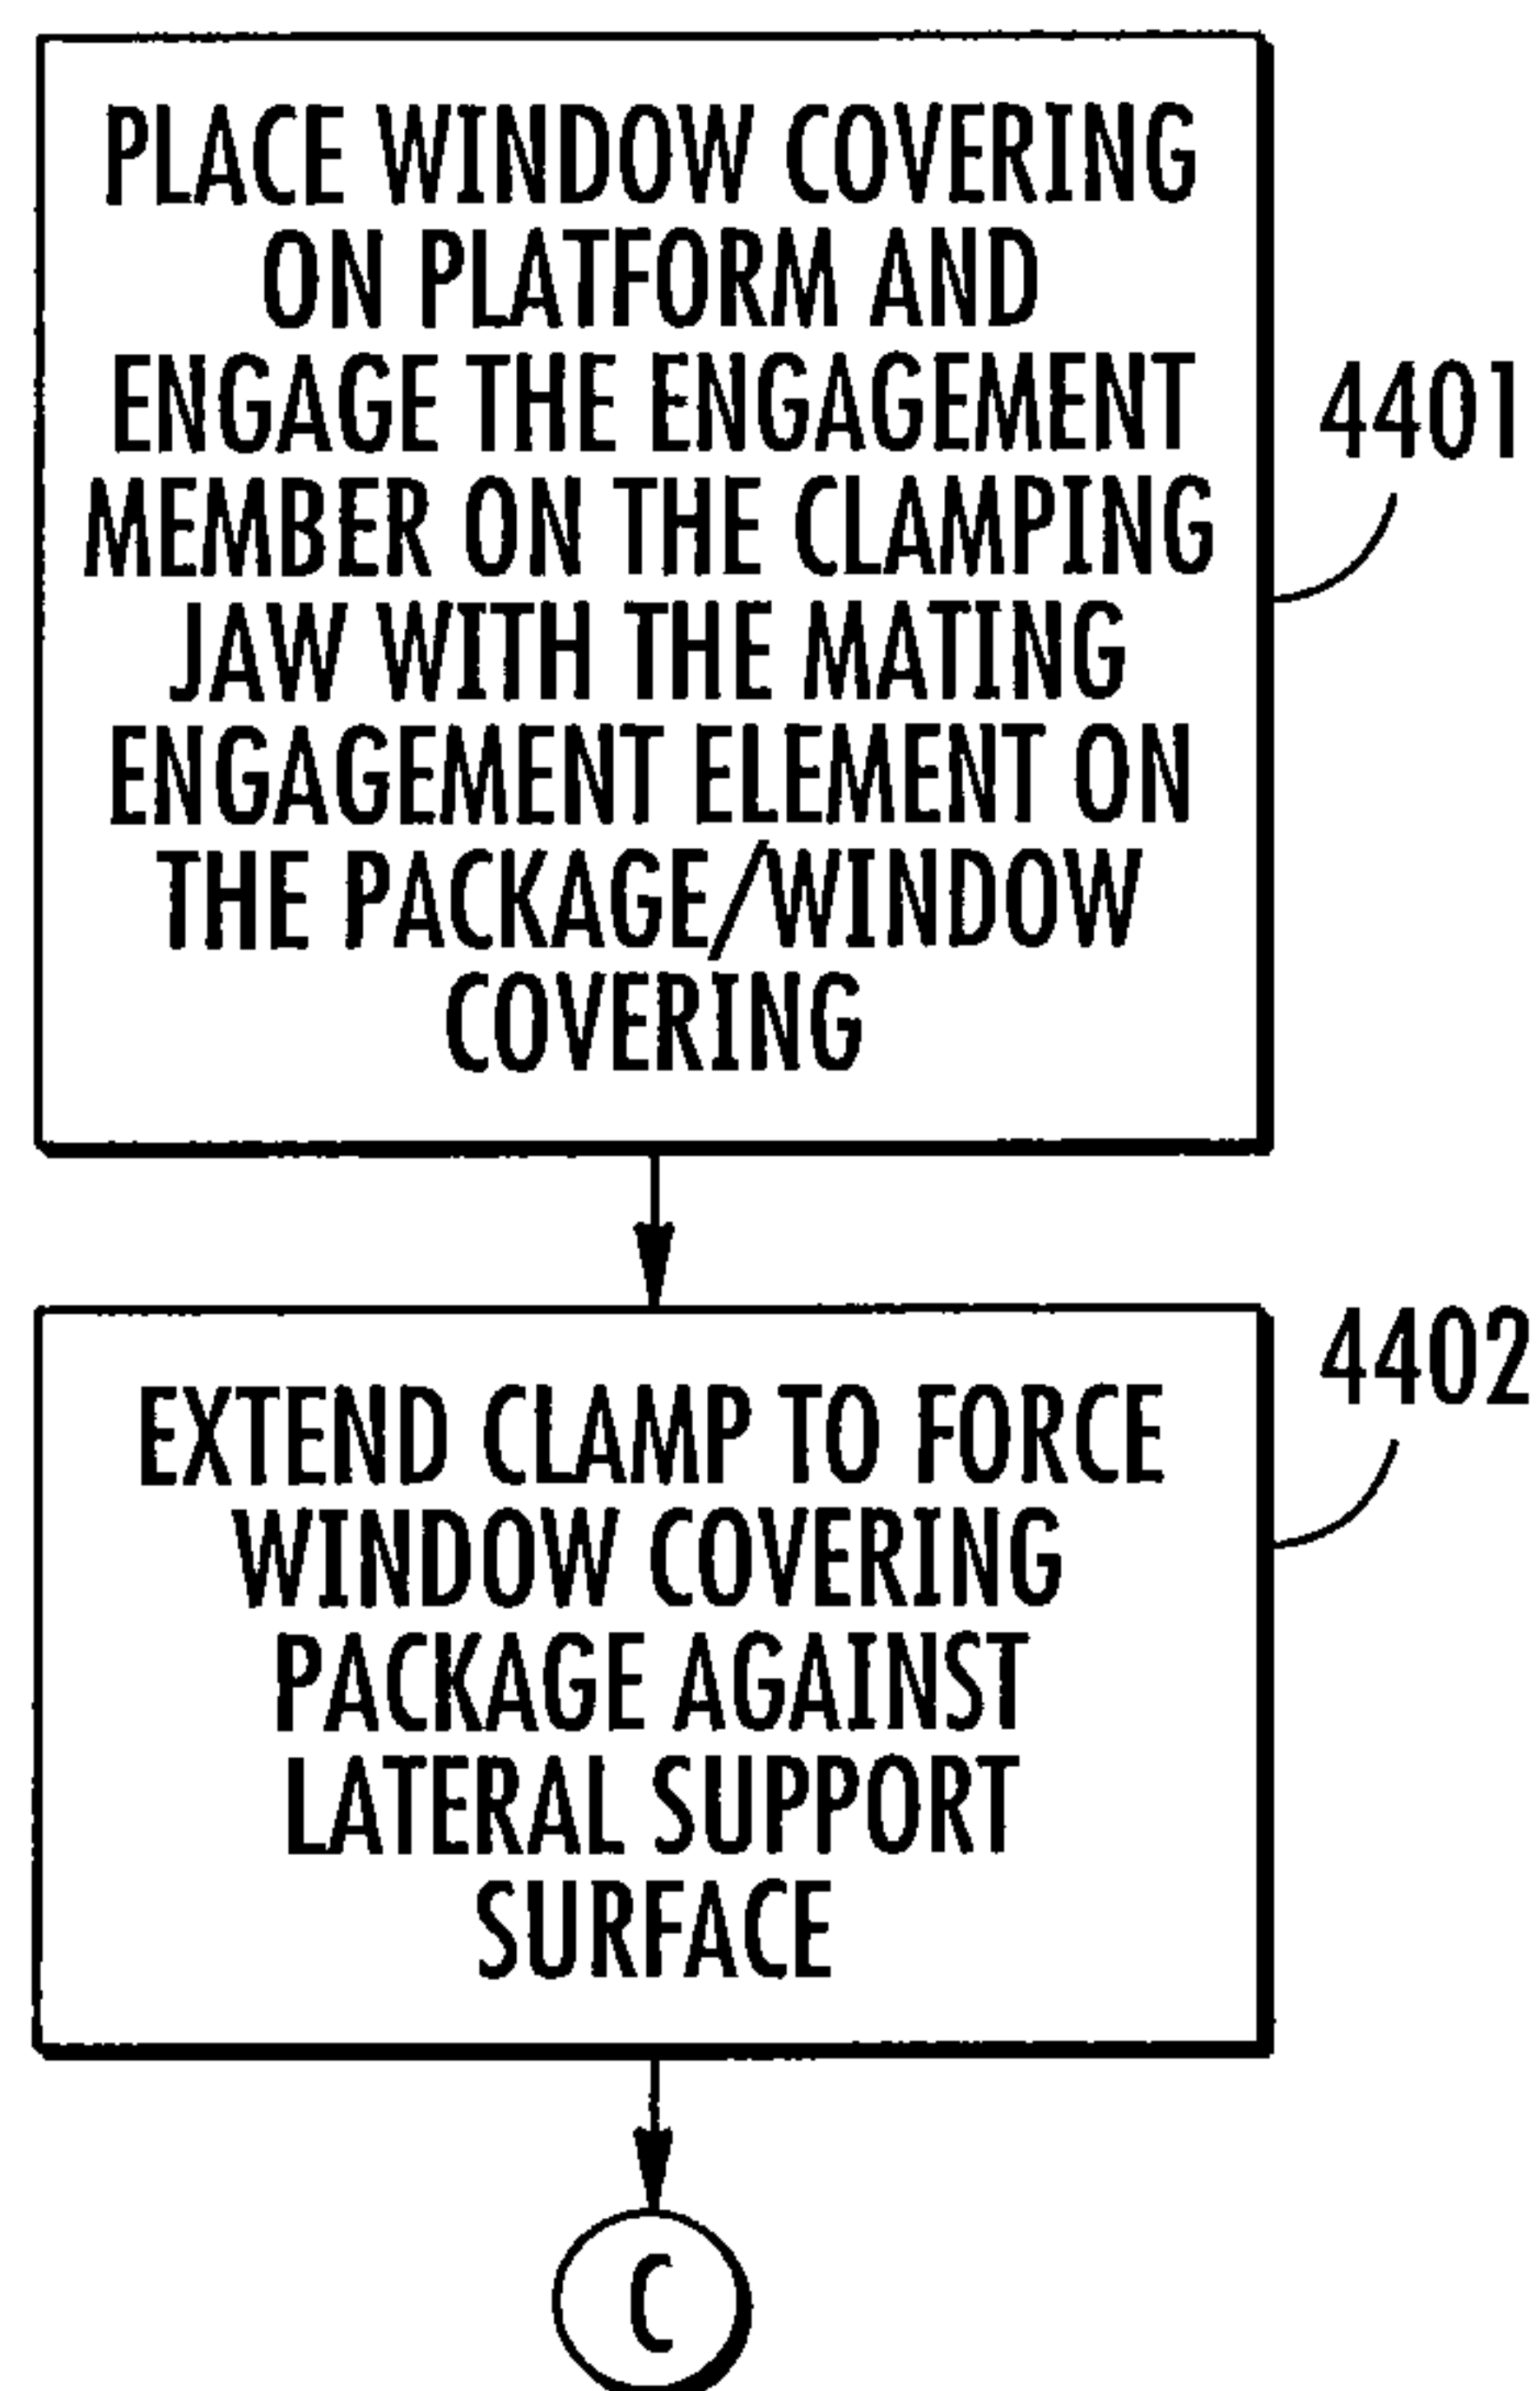 PLACE WINDOW COVERING
ON PLATFORM AND
ENGAGE THE ENGAGEMENT
MEMBER ON THE CLAMPING
JAW WITH THE MATING
ENGAGEMENT ELEMENT ON
THE PACKAGE/WINDOW
COVERING
4401
EXTEND CLAMP TO FORCE
WINDOW COVERING
PACKAGE AGAINST
LATERAL SUPPORT
SURFACE
4402
C